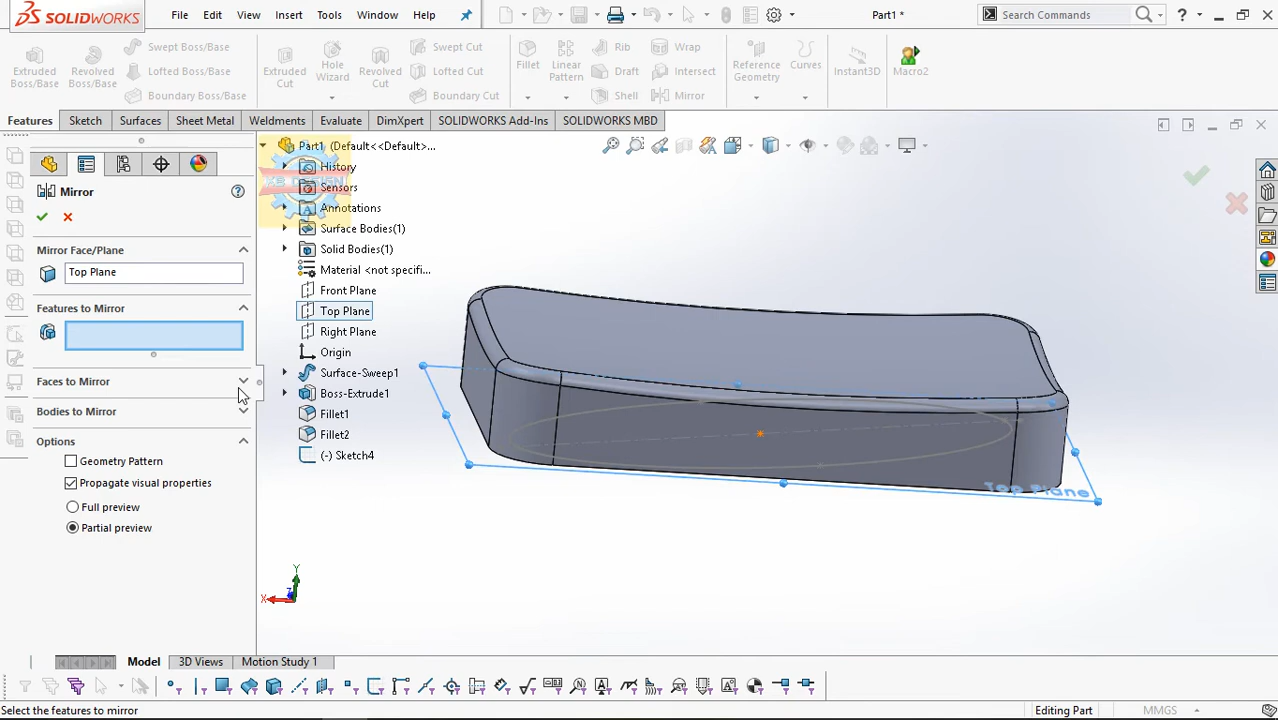 SOLIDWORKS File Edit View Insert Tools Window Help Part1 * Search Commands ?
Extruded Boss/Base
Revolved Boss/Base
Swept Boss/Base
Lofted Boss/Base
Boundary Boss/Base
Extruded Cut
Hole Wizard
Revolved Cut
Swept Cut
Lofted Cut
Boundary Cut
Fillet
Linear Pattern
Rib
Draft
Shell
Wrap
Intersect
Mirror
Reference Geometry
Curves
Instant3D
Macro2
Features Sketch Surfaces Sheet Metal Weldments Evaluate DimXpert SOLIDWORKS Add-Ins SOLIDWORKS MBD
Mirror
Mirror Face/Plane
Top Plane
Features to Mirror
Faces to Mirror
Bodies to Mirror
Options
Geometry Pattern
Propagate visual properties
Full preview
Partial preview
Part1 (Default<<Default>...
History
Sensors
Annotations
Surface Bodies(1)
Solid Bodies(1)
Material <not specifi...
Front Plane
Top Plane
Right Plane
Origin
Surface-Sweep1
Boss-Extrude1
Fillet1
Fillet2
(-) Sketch4
KS DESIGN
Top Plane
Y
X
Z
Model 3D Views Motion Study 1
Select the features to mirror Editing Part MMGS